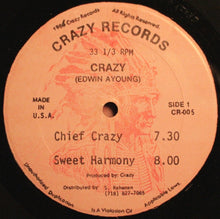 1986 Crazy Records. All Rights Reserved.
CRAZY RECORDS
33 1/3 RPM
CRAZY
(EDWIN AYOUNG)
MADE IN
U.S.A.
SIDE 1
CR-005
Chief Crazy 7.30
Sweet Harmony 8.00
Produced by: Crazy
Distributed by: S. Rahaman
(718) 827-7065
Unauthorized
Is A Violation Of
Applicable Laws.